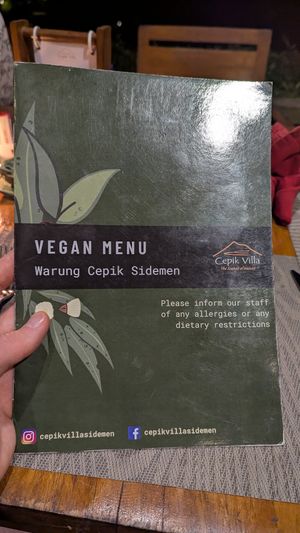 VEGAN MENU
Warung Cepik Sidemen
Cepik Villa
Please inform our staff
of any allergies or any
dietary restrictions
cepikvillasidemen
cepikvillasidemen